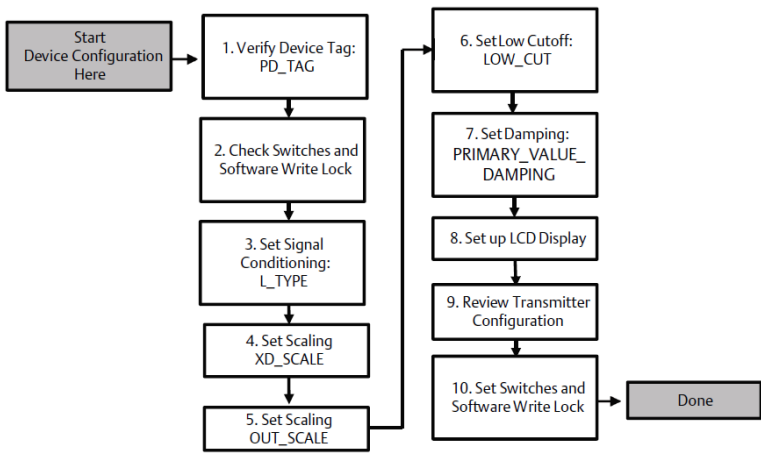 Start
Device Configuration
Here
1. Verify Device Tag:
PD_TAG
2. Check Switches and
Software Write Lock
3. Set Signal
Conditioning:
L_TYPE
4. Set Scaling
XD_SCALE
5. Set Scaling
OUT_SCALE
6. Set Low Cutoff:
LOW_CUT
7. Set Damping:
PRIMARY_VALUE_
DAMPING
8. Set up LCD Display
9. Review Transmitter
Configuration
10. Set Switches and
Software Write Lock
Done